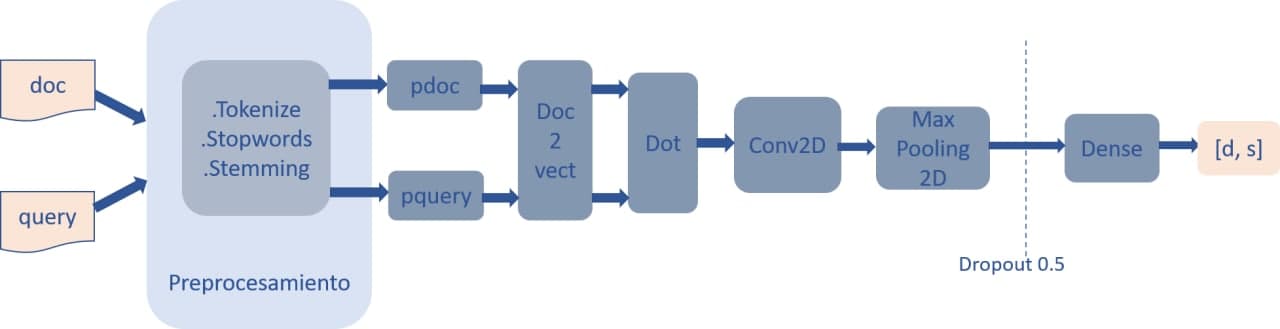 doc
query
.Tokenize
.Stopwords
.Stemming
Preprocesamiento
pdoc
pquery
Doc
2
vect
Dot
Conv2D
Max
Pooling
2D
Dropout 0.5
Dense
[d, s]